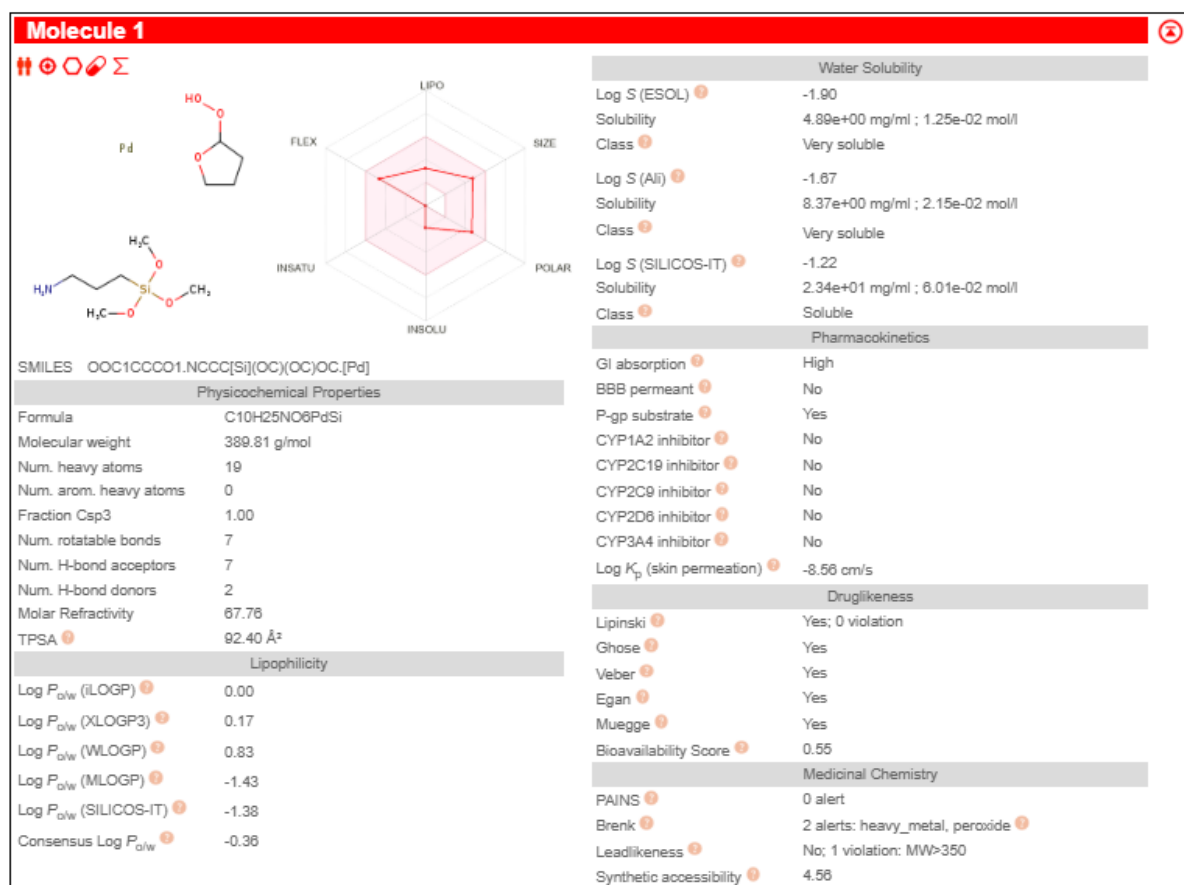 Molecule 1
HO
O
O
Pd
H₃C
O
H₂N
Si
O
CH₃
H₃C
O
LIPO
FLEX
SIZE
INSATU
POLAR
INSOLU
SMILES OOC1CCCO1.NCCC[Si](OC)(OC)OC.[Pd]
Physicochemical Properties
Formula C10H25NO6PdSi
Molecular weight 389.81 g/mol
Num. heavy atoms 19
Num. arom. heavy atoms 0
Fraction Csp3 1.00
Num. rotatable bonds 7
Num. H-bond acceptors 7
Num. H-bond donors 2
Molar Refractivity 67.76
TPSA ? 92.40 Å²
Lipophilicity
Log Po/w (iLOGP) ? 0.00
Log Po/w (XLOGP3) ? 0.17
Log Po/w (WLOGP) ? 0.83
Log Po/w (MLOGP) ? -1.43
Log Po/w (SILICOS-IT) ? -1.38
Consensus Log Po/w ? -0.36
Water Solubility
Log S (ESOL) ? -1.90
Solubility 4.89e+00 mg/ml ; 1.25e-02 mol/l
Class ? Very soluble
Log S (Ali) ? -1.67
Solubility 8.37e+00 mg/ml ; 2.15e-02 mol/l
Class ? Very soluble
Log S (SILICOS-IT) ? -1.22
Solubility 2.34e+01 mg/ml ; 6.01e-02 mol/l
Class ? Soluble
Pharmacokinetics
GI absorption ? High
BBB permeant ? No
P-gp substrate ? Yes
CYP1A2 inhibitor ? No
CYP2C19 inhibitor ? No
CYP2C9 inhibitor ? No
CYP2D6 inhibitor ? No
CYP3A4 inhibitor ? No
Log Kp (skin permeation) ? -8.56 cm/s
Druglikeness
Lipinski ? Yes; 0 violation
Ghose ? Yes
Veber ? Yes
Egan ? Yes
Muegge ? Yes
Bioavailability Score ? 0.55
Medicinal Chemistry
PAINS ? 0 alert
Brenk ? 2 alerts: heavy_metal, peroxide ?
Leadlikeness ? No; 1 violation: MW>350
Synthetic accessibility ? 4.56